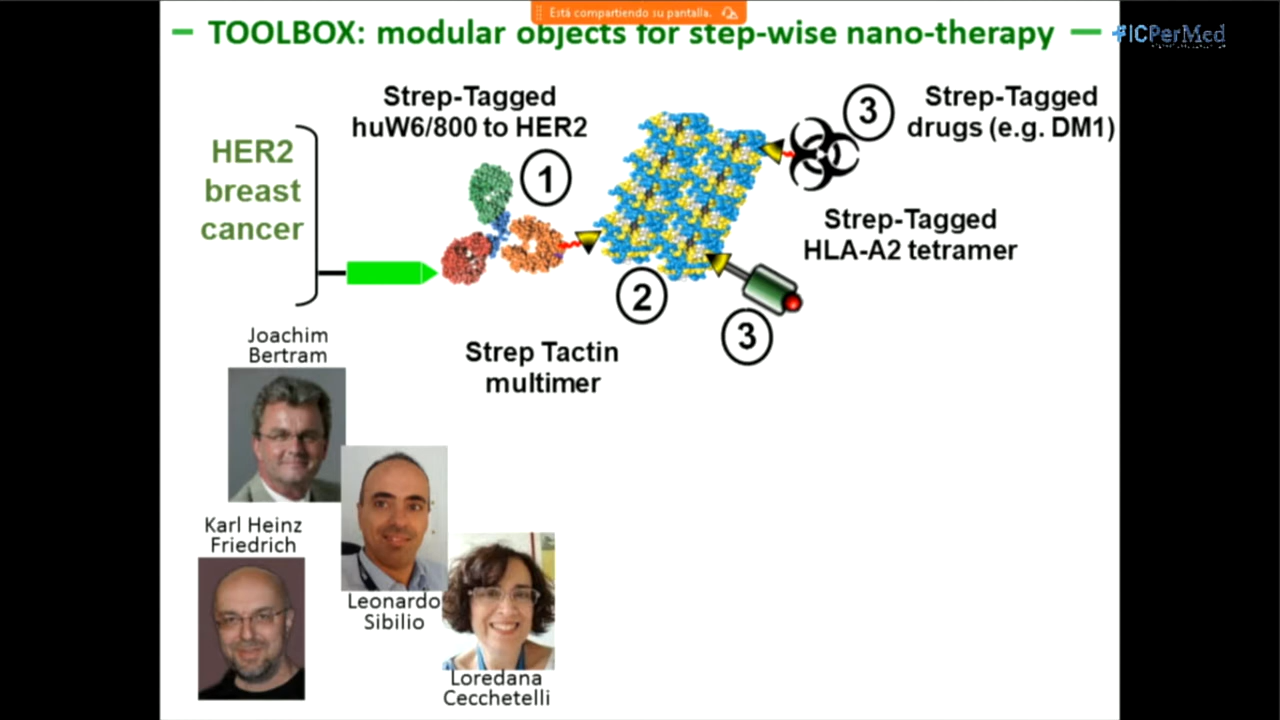 Está compartiendo su pantalla.
TOOLBOX: modular objects for step-wise nano-therapy
#ICPerMed
Strep-Tagged
huW6/800 to HER2
1
3
Strep-Tagged
drugs (e.g. DM1)
HER2
breast
cancer
Strep-Tagged
HLA-A2 tetramer
2
3
Strep Tactin
multimer
Joachim
Bertram
Karl Heinz
Friedrich
Leonardo
Sibilio
Loredana
Cecchetelli